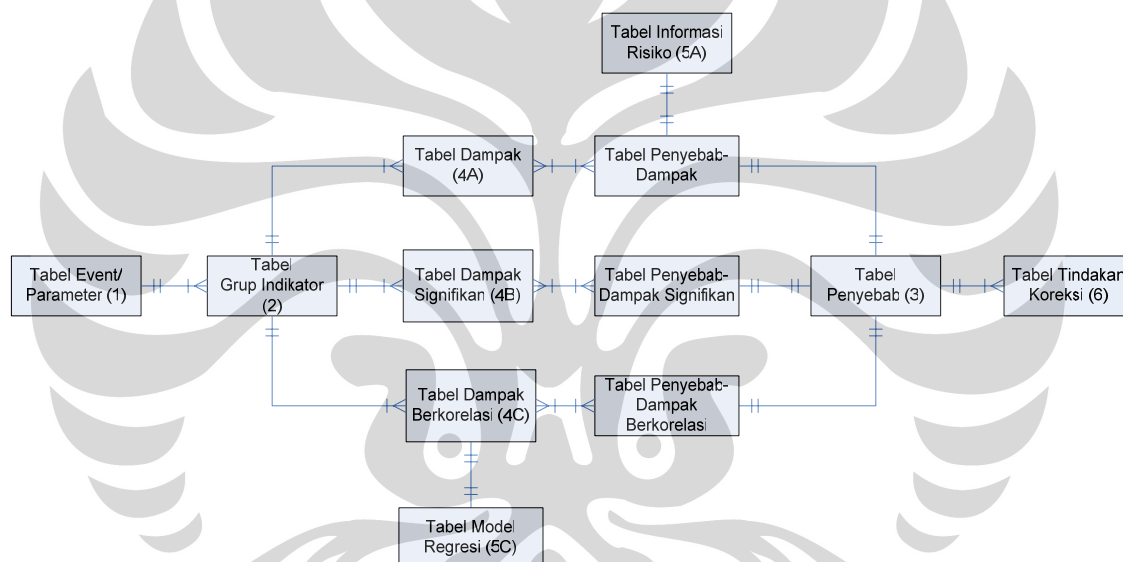 Tabel Informasi
Risiko (5A)
Tabel Dampak
(4A)
Tabel Penyebab-
Dampak
Tabel Event/
Parameter (1)
Tabel
Grup Indikator
(2)
Tabel Dampak
Signifikan (4B)
Tabel Penyebab-
Dampak Signifikan
Tabel
Penyebab (3)
Tabel Tindakan
Koreksi (6)
Tabel Dampak
Berkorelasi (4C)
Tabel Penyebab-
Dampak
Berkorelasi
Tabel Model
Regresi (5C)